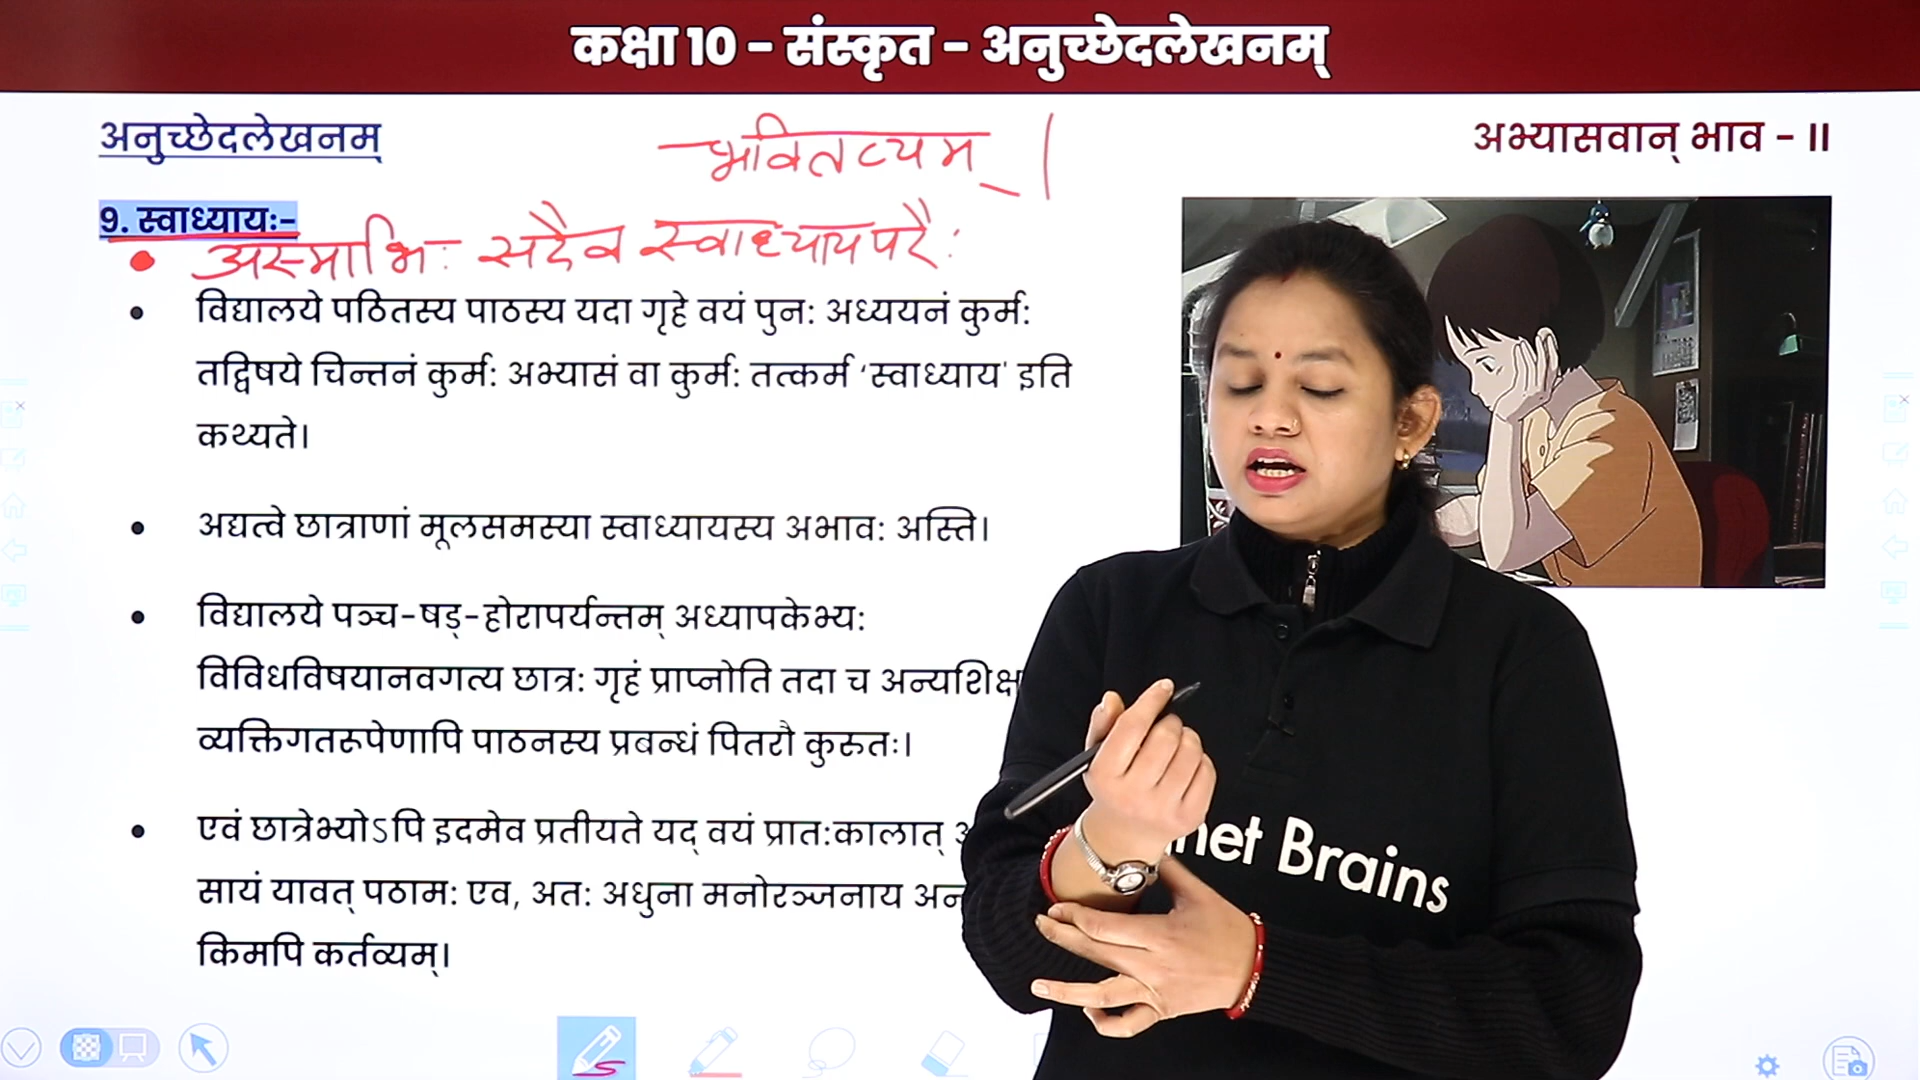 कक्षा 10 - संस्कृत - अनुच्छेदलेखनम्
अनुच्छेदलेखनम्
भवितव्यम् ।
अभ्यासवान् भाव - II
9. स्वाध्यायः-
अस्माभिः सदैव स्वाध्यायपरैः
विद्यालये पठितस्य पाठस्य यदा गृहे वयं पुनः अध्ययनं कुर्मः
तद्विषये चिन्तनं कुर्मः अभ्यासं वा कुर्मः तत्कर्म ‘स्वाध्याय' इति
कथ्यते।
अद्यत्वे छात्राणां मूलसमस्या स्वाध्यायस्य अभावः अस्ति।
विद्यालये पञ्च-षड्-होरापर्यन्तम् अध्यापकेभ्यः
विविधविषयानवगत्य छात्रः गृहं प्राप्नोति तदा च
व्यक्तिगतरूपेणापि पाठनस्य प्रबन्धं पितरौ कुरुतः।
एवं छात्रेभ्योऽपि इदमेव प्रतीयते यद् वयं प्रातःकालात्
सायं यावत् पठामः एव, अतः अधुना मनोरञ्जनाय
किमपि कर्तव्यम्।
net Brains